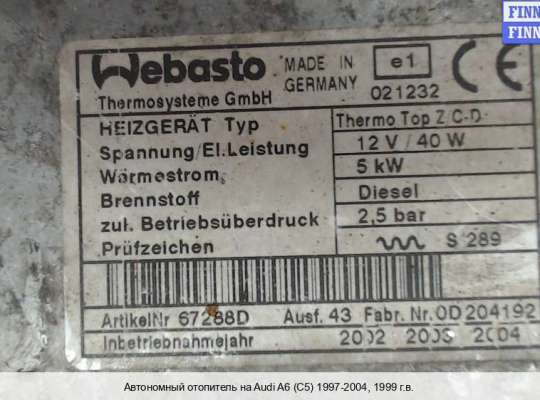 FINN
FINN
Webasto
MADE IN
GERMANY
e1
CE
021232
Thermosysteme GmbH
HEIZGERÄT Typ
Thermo Top Z/C-D
Spannung/El.Leistung
12 V / 40 W
Wärmestrom
5 kW
Brennstoff
Diesel
zul. Betriebsüberdruck
2,5 bar
Prüfzeichen
S 289
ArtikelNr 67288D Ausf. 43 Fabr. Nr.0D204192
Inbetriebnahmejahr 2002 2003 2004
Автономный отопитель на Audi A6 (C5) 1997-2004, 1999 г.в.